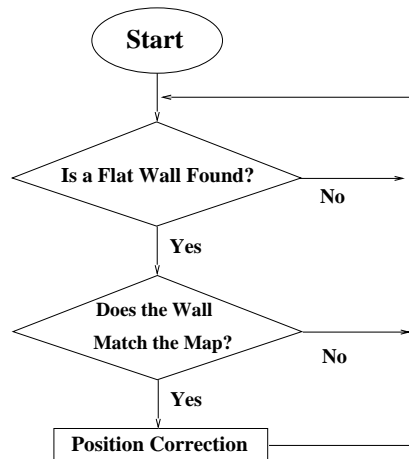 Start
Is a Flat Wall Found?
No
Yes
Does the Wall
Match the Map?
No
Yes
Position Correction